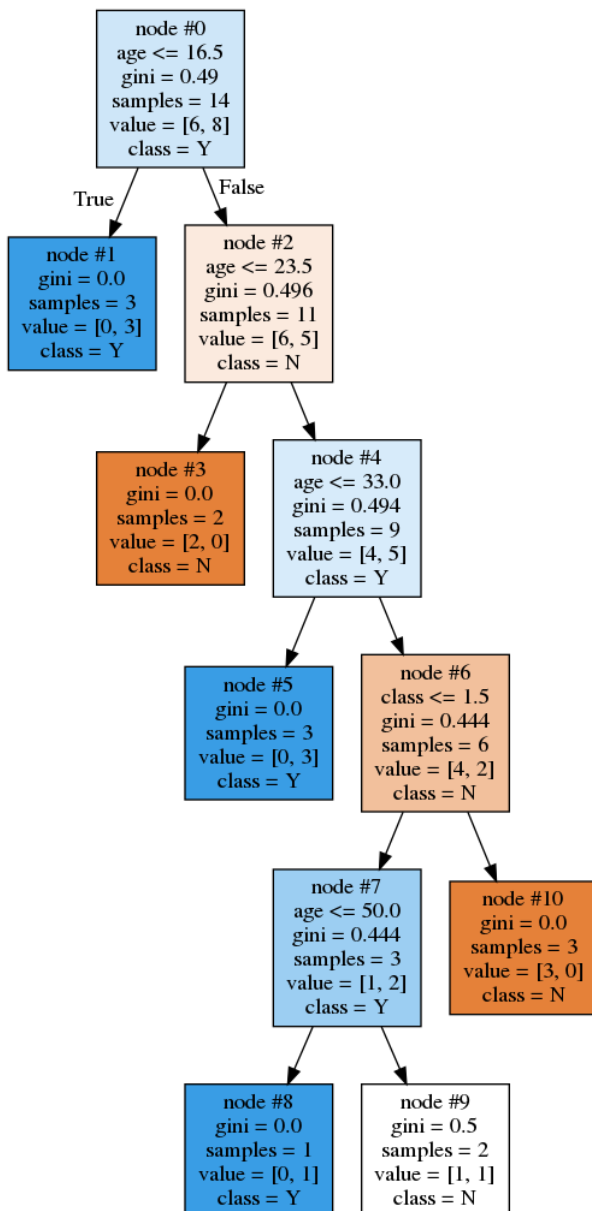 node #0
age <= 16.5
gini = 0.49
samples = 14
value = [6, 8]
class = Y
True
False
node #1
gini = 0.0
samples = 3
value = [0, 3]
class = Y
node #2
age <= 23.5
gini = 0.496
samples = 11
value = [6, 5]
class = N
node #3
gini = 0.0
samples = 2
value = [2, 0]
class = N
node #4
age <= 33.0
gini = 0.494
samples = 9
value = [4, 5]
class = Y
node #5
gini = 0.0
samples = 3
value = [0, 3]
class = Y
node #6
class <= 1.5
gini = 0.444
samples = 6
value = [4, 2]
class = N
node #7
age <= 50.0
gini = 0.444
samples = 3
value = [1, 2]
class = Y
node #10
gini = 0.0
samples = 3
value = [3, 0]
class = N
node #8
gini = 0.0
samples = 1
value = [0, 1]
class = Y
node #9
gini = 0.5
samples = 2
value = [1, 1]
class = N